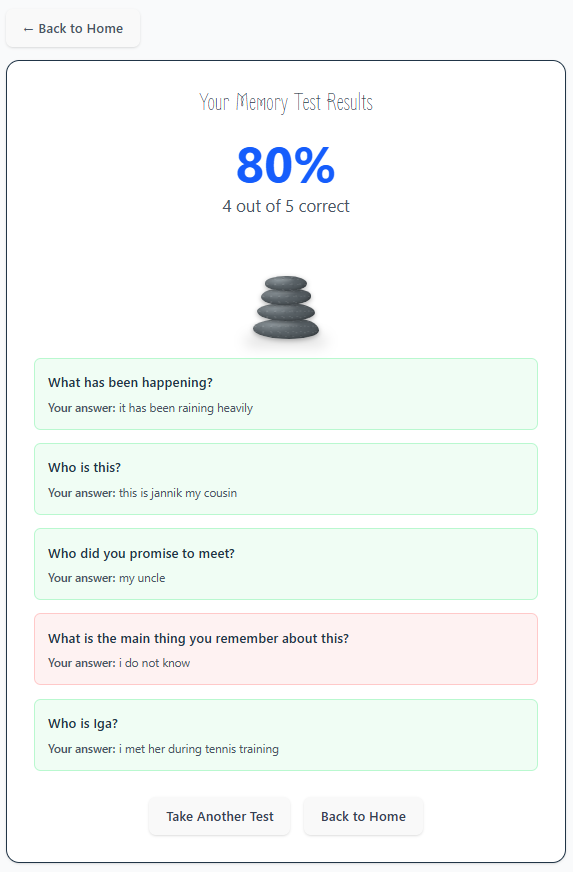 ← Back to Home
Your Memory Test Results
80%
4 out of 5 correct
What has been happening?
Your answer: it has been raining heavily
Who is this?
Your answer: this is jannik my cousin
Who did you promise to meet?
Your answer: my uncle
What is the main thing you remember about this?
Your answer: i do not know
Who is Iga?
Your answer: i met her during tennis training
Take Another Test
Back to Home